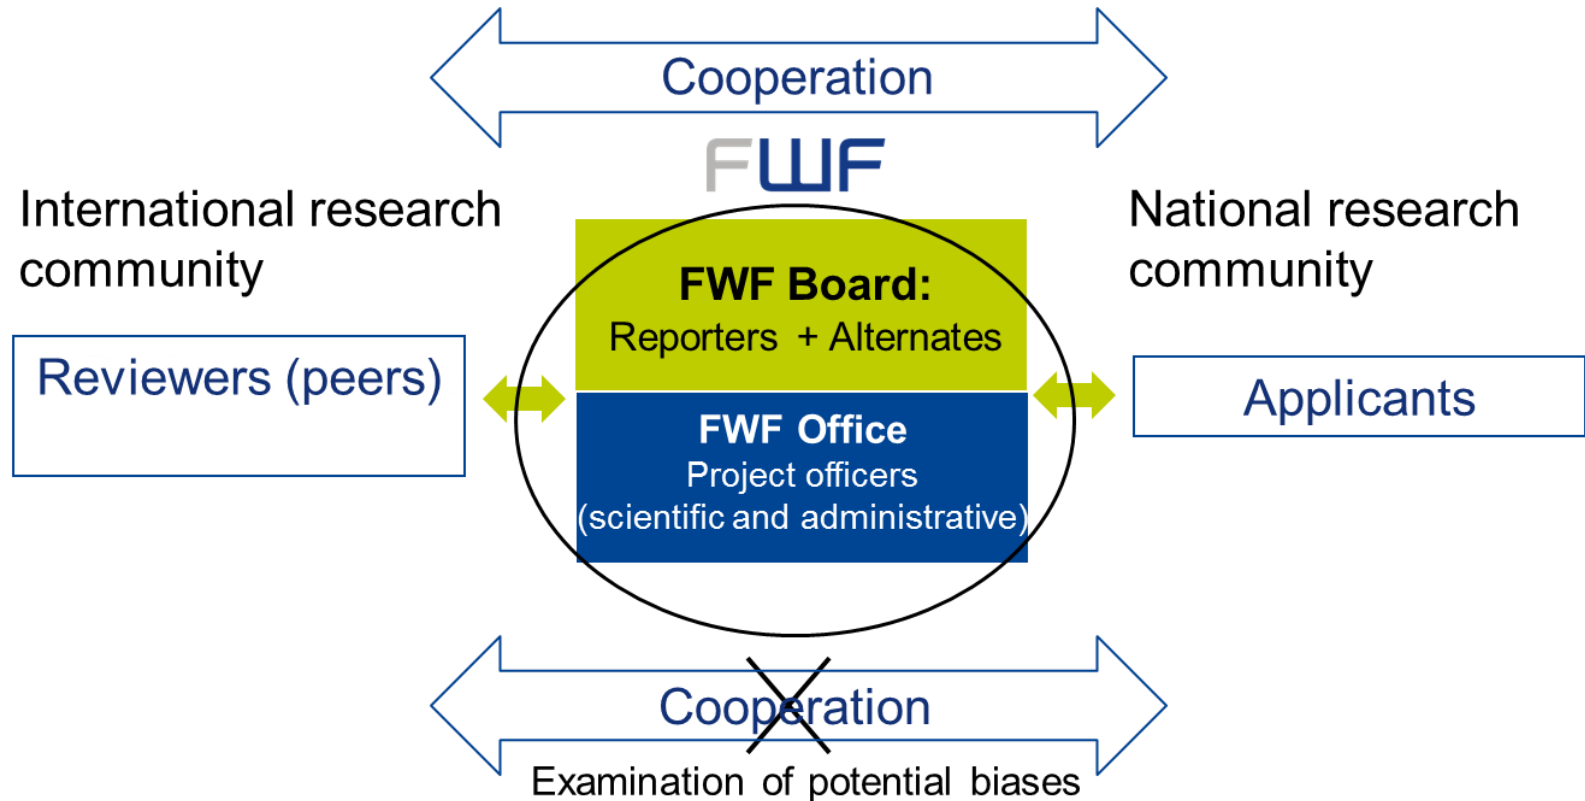 Cooperation
FWF
International research
community
National research
community
FWF Board:
Reporters + Alternates
Reviewers (peers)
Applicants
FWF Office
Project officers
(scientific and administrative)
Cooperation
Examination of potential biases